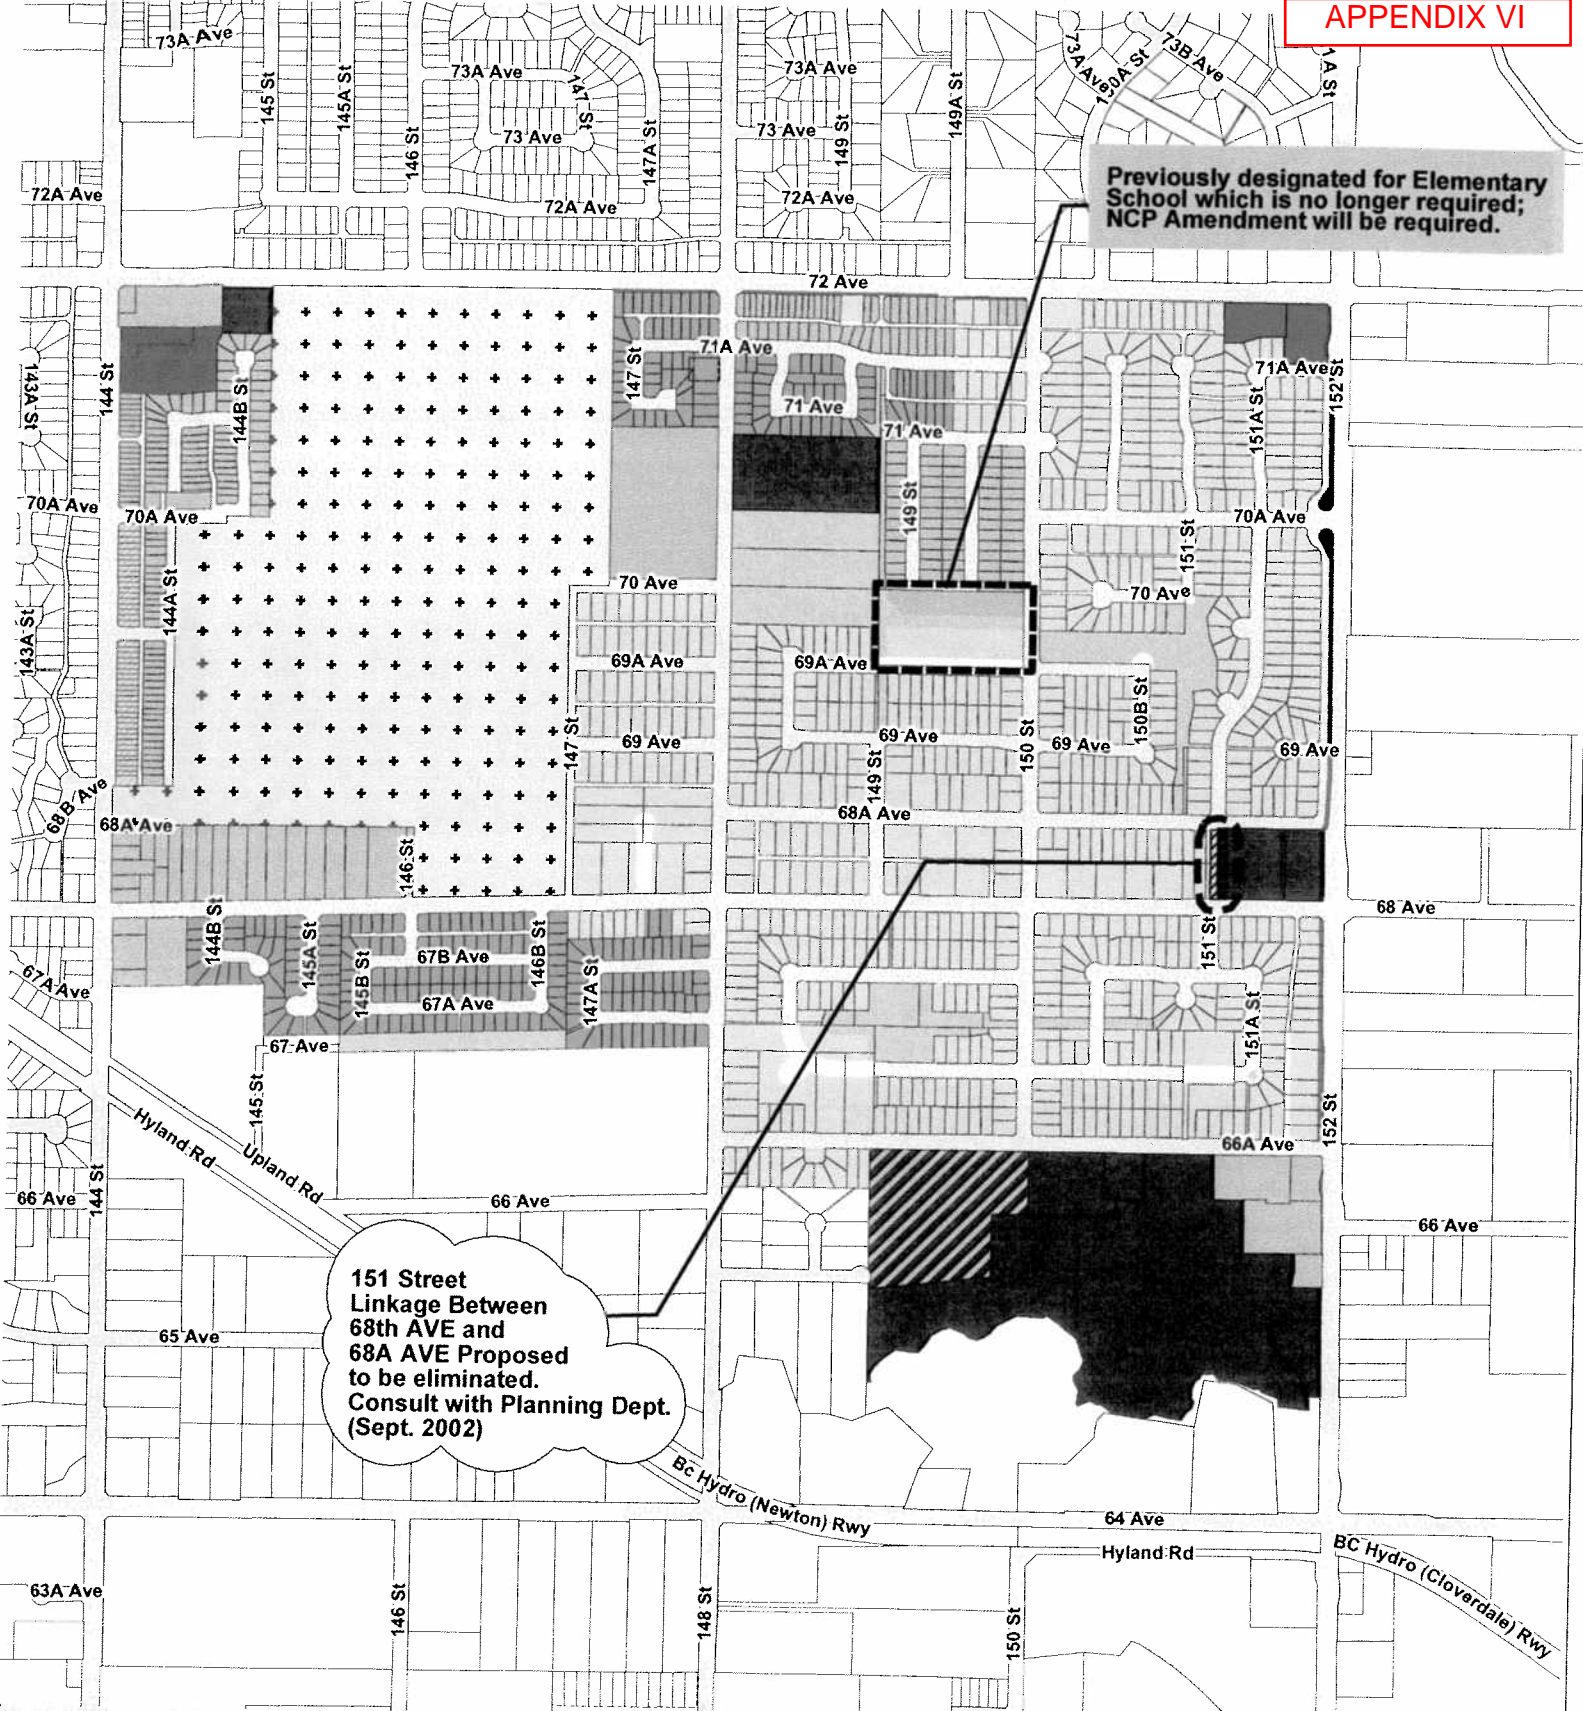 APPENDIX VI
73A Ave
73A Ave
73A Ave
73A Ave
73B Ave
145 St
145A St
146 St
147 St
147A St
149 St
149A St
150A St
1A St
73 Ave
73 Ave
72A Ave
72A Ave
72A Ave
Previously designated for Elementary
School which is no longer required;
NCP Amendment will be required.
72 Ave
143A St
144 St
144B St
147 St
71A Ave
71 Ave
71 Ave
71A Ave
151A St
152 St
70A Ave
70A Ave
70A Ave
149 St
151 St
144A St
143A St
70 Ave
70 Ave
69A Ave
69A Ave
150B St
147 St
69 Ave
69 Ave
69 Ave
69 Ave
149 St
150 St
68B Ave
68A Ave
68A Ave
146 St
68 Ave
144B St
145A St
145B St
67B Ave
146B St
147A St
151 St
67A Ave
67A Ave
151A St
67 Ave
145 St
Hyland Rd
Upland Rd
152 St
66A Ave
144 St
66 Ave
66 Ave
66 Ave
151 Street
Linkage Between
68th AVE and
68A AVE Proposed
to be eliminated.
Consult with Planning Dept.
(Sept. 2002)
65 Ave
Bc Hydro (Newton) Rwy
64 Ave
Hyland Rd
BC Hydro (Cloverdale) Rwy
63A Ave
146 St
148 St
150 St